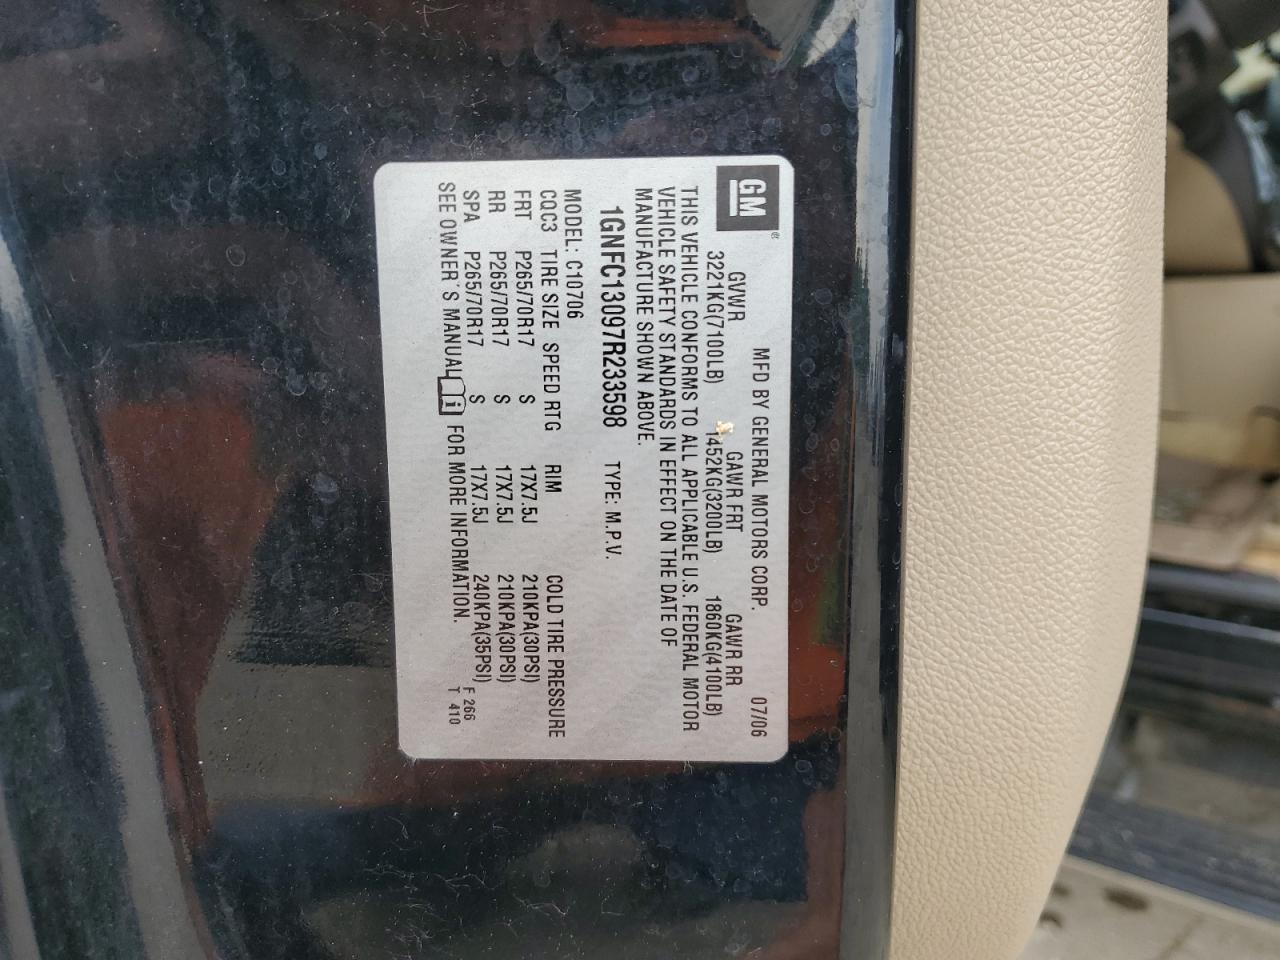 GM
MFD BY GENERAL MOTORS CORP. 07/06
GVWR GAWR FRT GAWR RR
3221KG(7100LB) 1452KG(3200LB) 1860KG(4100LB)
THIS VEHICLE CONFORMS TO ALL APPLICABLE U.S. FEDERAL MOTOR
VEHICLE SAFETY STANDARDS IN EFFECT ON THE DATE OF
MANUFACTURE SHOWN ABOVE.
1GNFC13097R233598 TYPE: M.P.V.
MODEL: C10706
CQC3 TIRE SIZE SPEED RTG RIM COLD TIRE PRESSURE
FRT P265/70R17 S 17X7.5J 210KPA(30PSI)
RR P265/70R17 S 17X7.5J 210KPA(30PSI)
SPA P265/70R17 S 17X7.5J 240KPA(35PSI)
SEE OWNER'S MANUAL i FOR MORE INFORMATION.
F 266
T 410